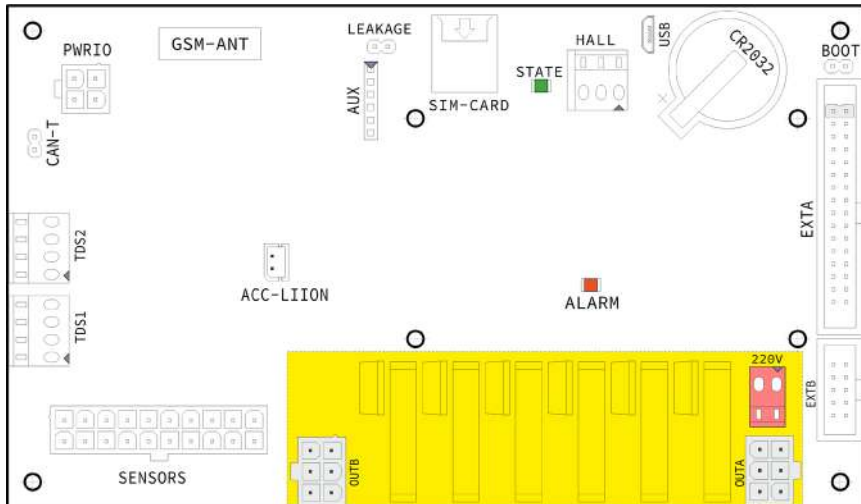 PWRIO
GSM-ANT
LEAKAGE
AUX
SIM-CARD
STATE
HALL
USB
CR2032
BOOT
CAN-T
TDS2
TDS1
ACC-LIION
ALARM
EXTA
220V
EXTB
SENSORS
OUTB
OUTA